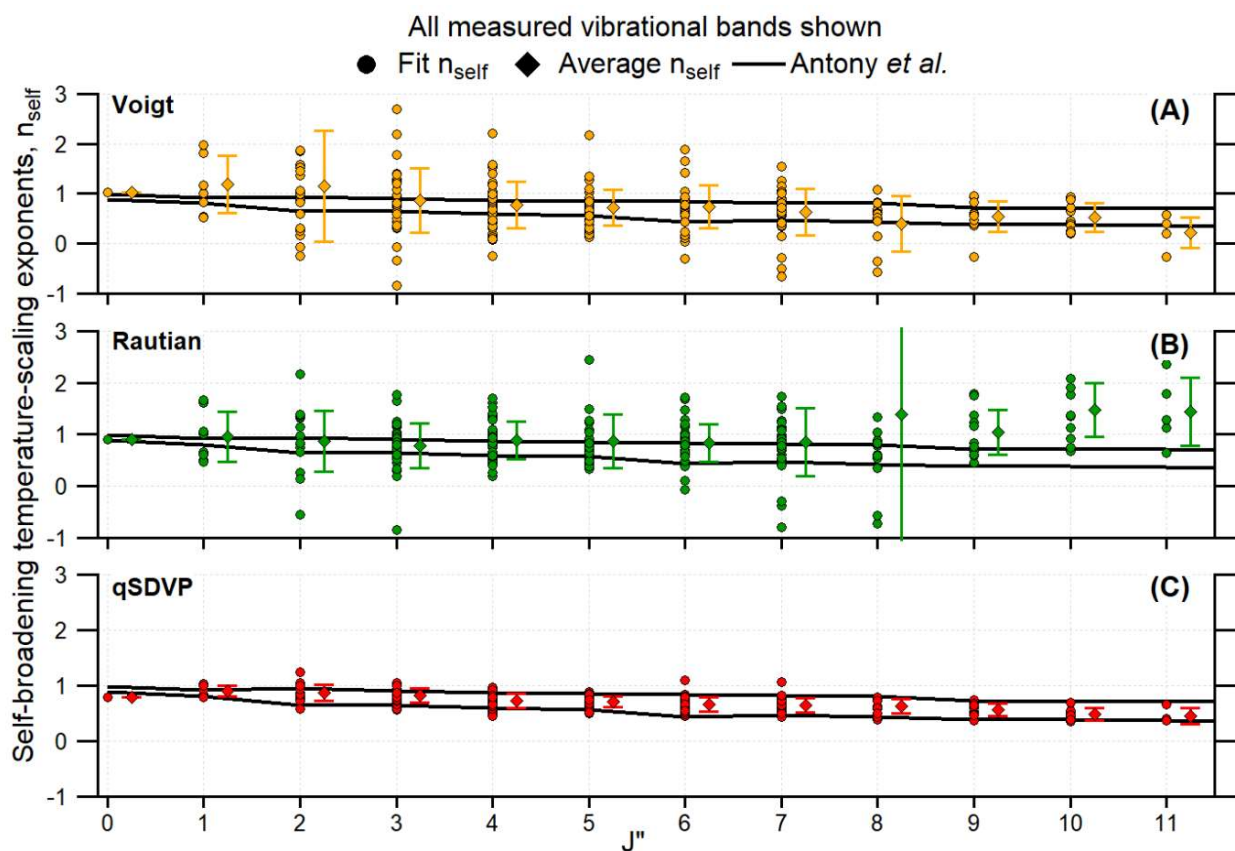 All measured vibrational bands shown
Fit nself Average nself Antony et al.
Self-broadening temperature-scaling exponents, nself
3
2
1
0
-1
Voigt
(A)
3
2
1
0
-1
Rautian
(B)
3
2
1
0
-1
qSDVP
(C)
0 1 2 3 4 5 6 7 8 9 10 11
J"